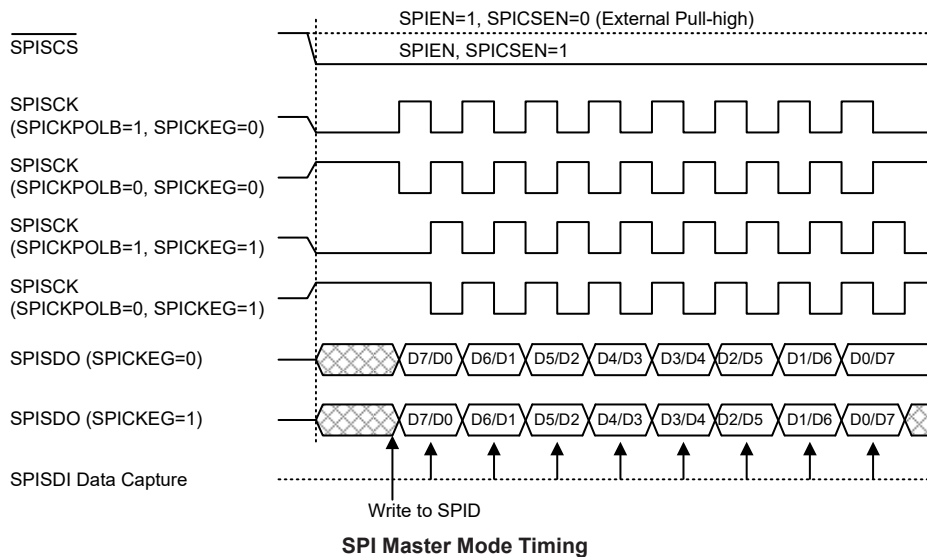 SPIEN=1, SPICSEN=0 (External Pull-high)
SPISCS
SPIEN, SPICSEN=1
SPISCK
(SPICKPOLB=1, SPICKEG=0)
SPISCK
(SPICKPOLB=0, SPICKEG=0)
SPISCK
(SPICKPOLB=1, SPICKEG=1)
SPISCK
(SPICKPOLB=0, SPICKEG=1)
SPISDO (SPICKEG=0) D7/D0 D6/D1 D5/D2 D4/D3 D3/D4 D2/D5 D1/D6 D0/D7
SPISDO (SPICKEG=1) D7/D0 D6/D1 D5/D2 D4/D3 D3/D4 D2/D5 D1/D6 D0/D7
SPISDI Data Capture
Write to SPID
SPI Master Mode Timing